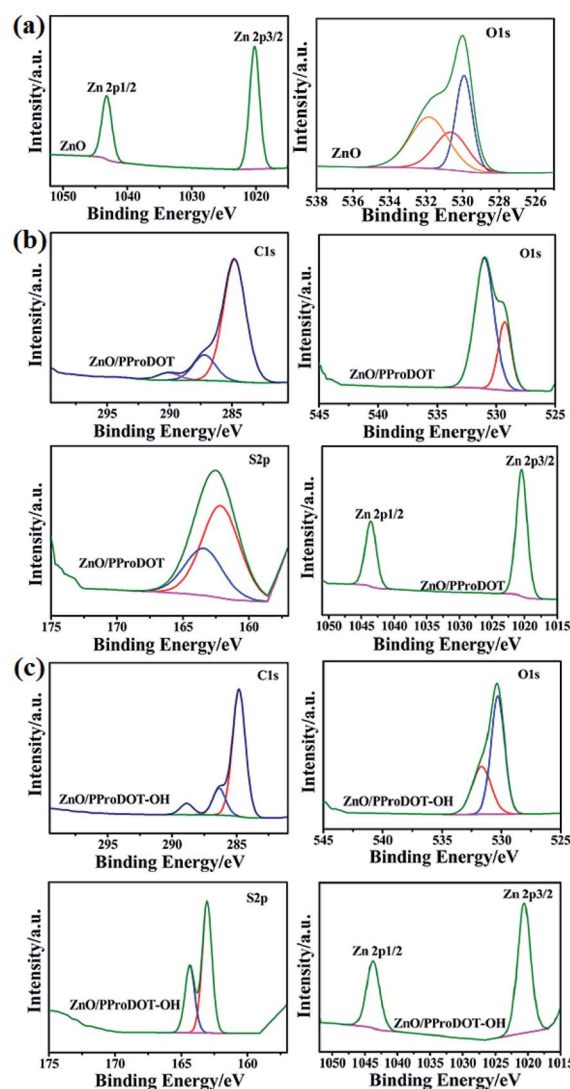 (a)
Intensity/a.u.
Zn 2p1/2
Zn 2p3/2
ZnO
1050 1040 1030 1020
Binding Energy/eV
Intensity/a.u.
O1s
ZnO
538 536 534 532 530 528 526
Binding Energy/eV
(b)
Intensity/a.u.
C1s
ZnO/PProDOT
295 290 285
Binding Energy/eV
Intensity/a.u.
O1s
ZnO/PProDOT
545 540 535 530 525
Binding Energy/eV
Intensity/a.u.
S2p
ZnO/PProDOT
175 170 165 160
Binding Energy/eV
Intensity/a.u.
Zn 2p1/2
Zn 2p3/2
ZnO/PProDOT
1050 1045 1040 1035 1030 1025 1020 1015
Binding Energy/eV
(c)
Intensity/a.u.
C1s
ZnO/PProDOT-OH
295 290 285
Binding Energy/eV
Intensity/a.u.
O1s
ZnO/PProDOT-OH
545 540 535 530 525
Binding Energy/eV
Intensity/a.u.
S2p
ZnO/PProDOT-OH
175 170 165 160
Binding Energy/eV
Intensity/a.u.
Zn 2p1/2
Zn 2p3/2
ZnO/PProDOT-OH
1050 1045 1040 1035 1030 1025 1020 1015
Binding Energy/eV